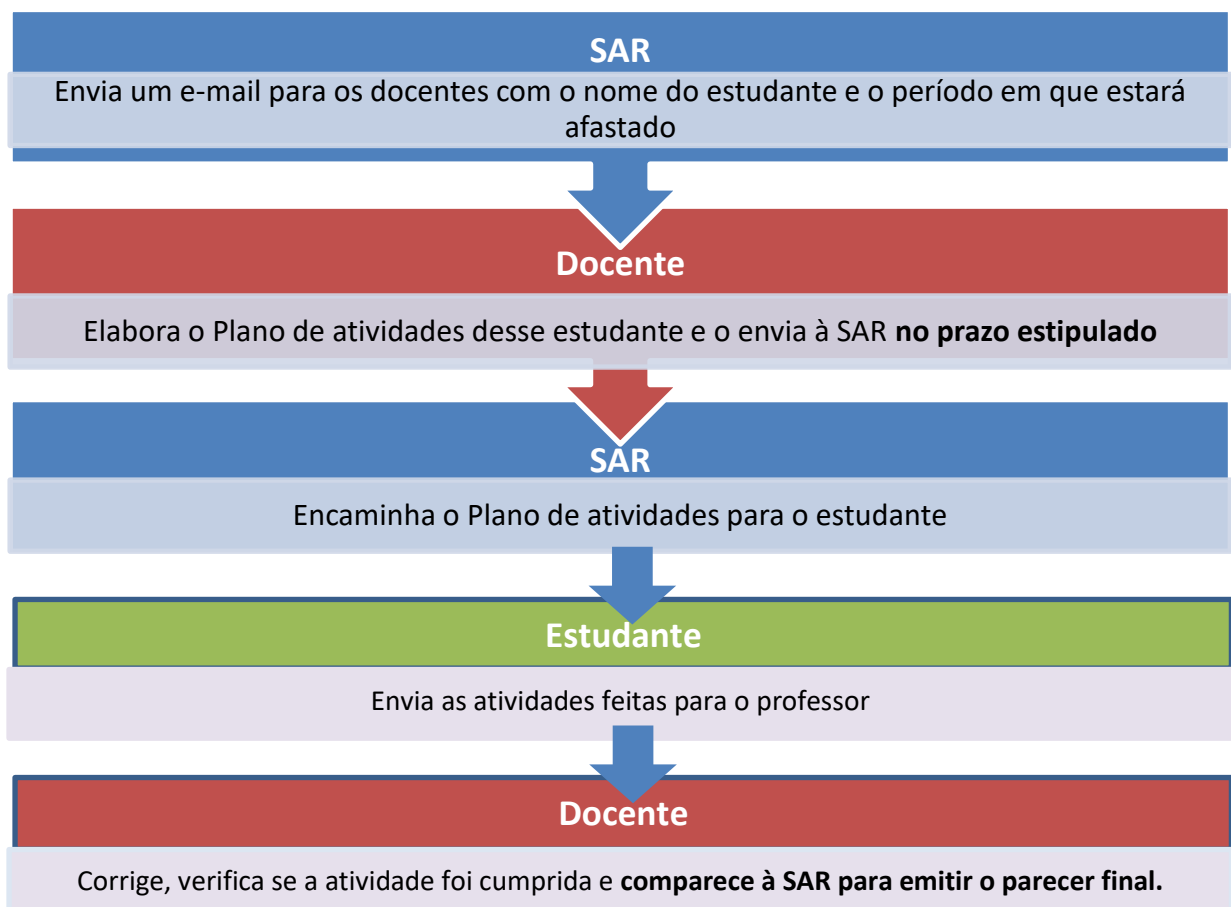 SAR
Envia um e-mail para os docentes com o nome do estudante e o período em que estará
afastado
Docente
Elabora o Plano de atividades desse estudante e o envia à SAR no prazo estipulado
SAR
Encaminha o Plano de atividades para o estudante
Estudante
Envia as atividades feitas para o professor
Docente
Corrige, verifica se a atividade foi cumprida e comparece à SAR para emitir o parecer final.